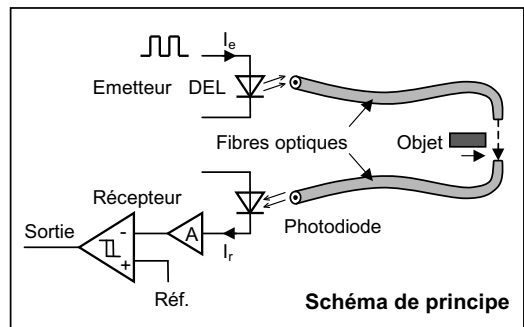 Iₑ
Emetteur DEL
Fibres optiques
Objet
Récepteur
Photodiode
Sortie
-
A
+
Iᵣ
Réf.
Schéma de principe